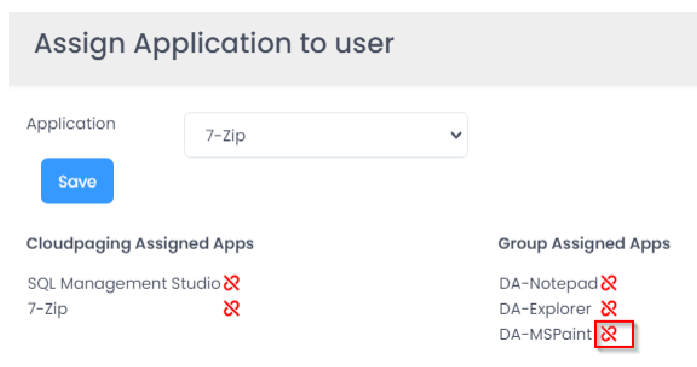 Assign Application to user
Application
7-Zip
Save
Cloudpaging Assigned Apps
SQL Management Studio
7-Zip
Group Assigned Apps
DA-Notepad
DA-Explorer
DA-MSPaint